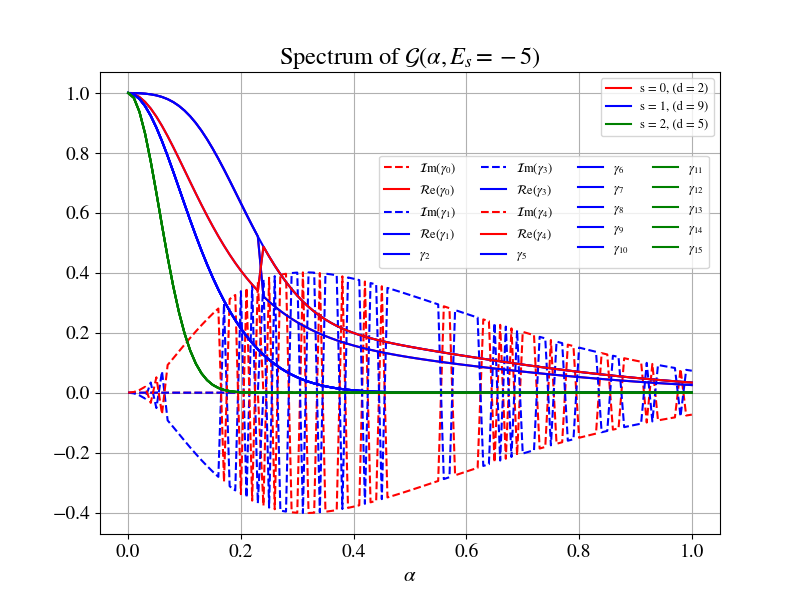 Spectrum of 𝒢(α, E_s = −5)
s = 0, (d = 2)
s = 1, (d = 9)
s = 2, (d = 5)
ℐm(γ₀)
ℛe(γ₀)
ℐm(γ₁)
ℛe(γ₁)
γ₂
ℐm(γ₃)
ℛe(γ₃)
ℐm(γ₄)
ℛe(γ₄)
γ₅
γ₆
γ₇
γ₈
γ₉
γ₁₀
γ₁₁
γ₁₂
γ₁₃
γ₁₄
γ₁₅
1.0
0.8
0.6
0.4
0.2
0.0
−0.2
−0.4
0.0 0.2 0.4 0.6 0.8 1.0
α